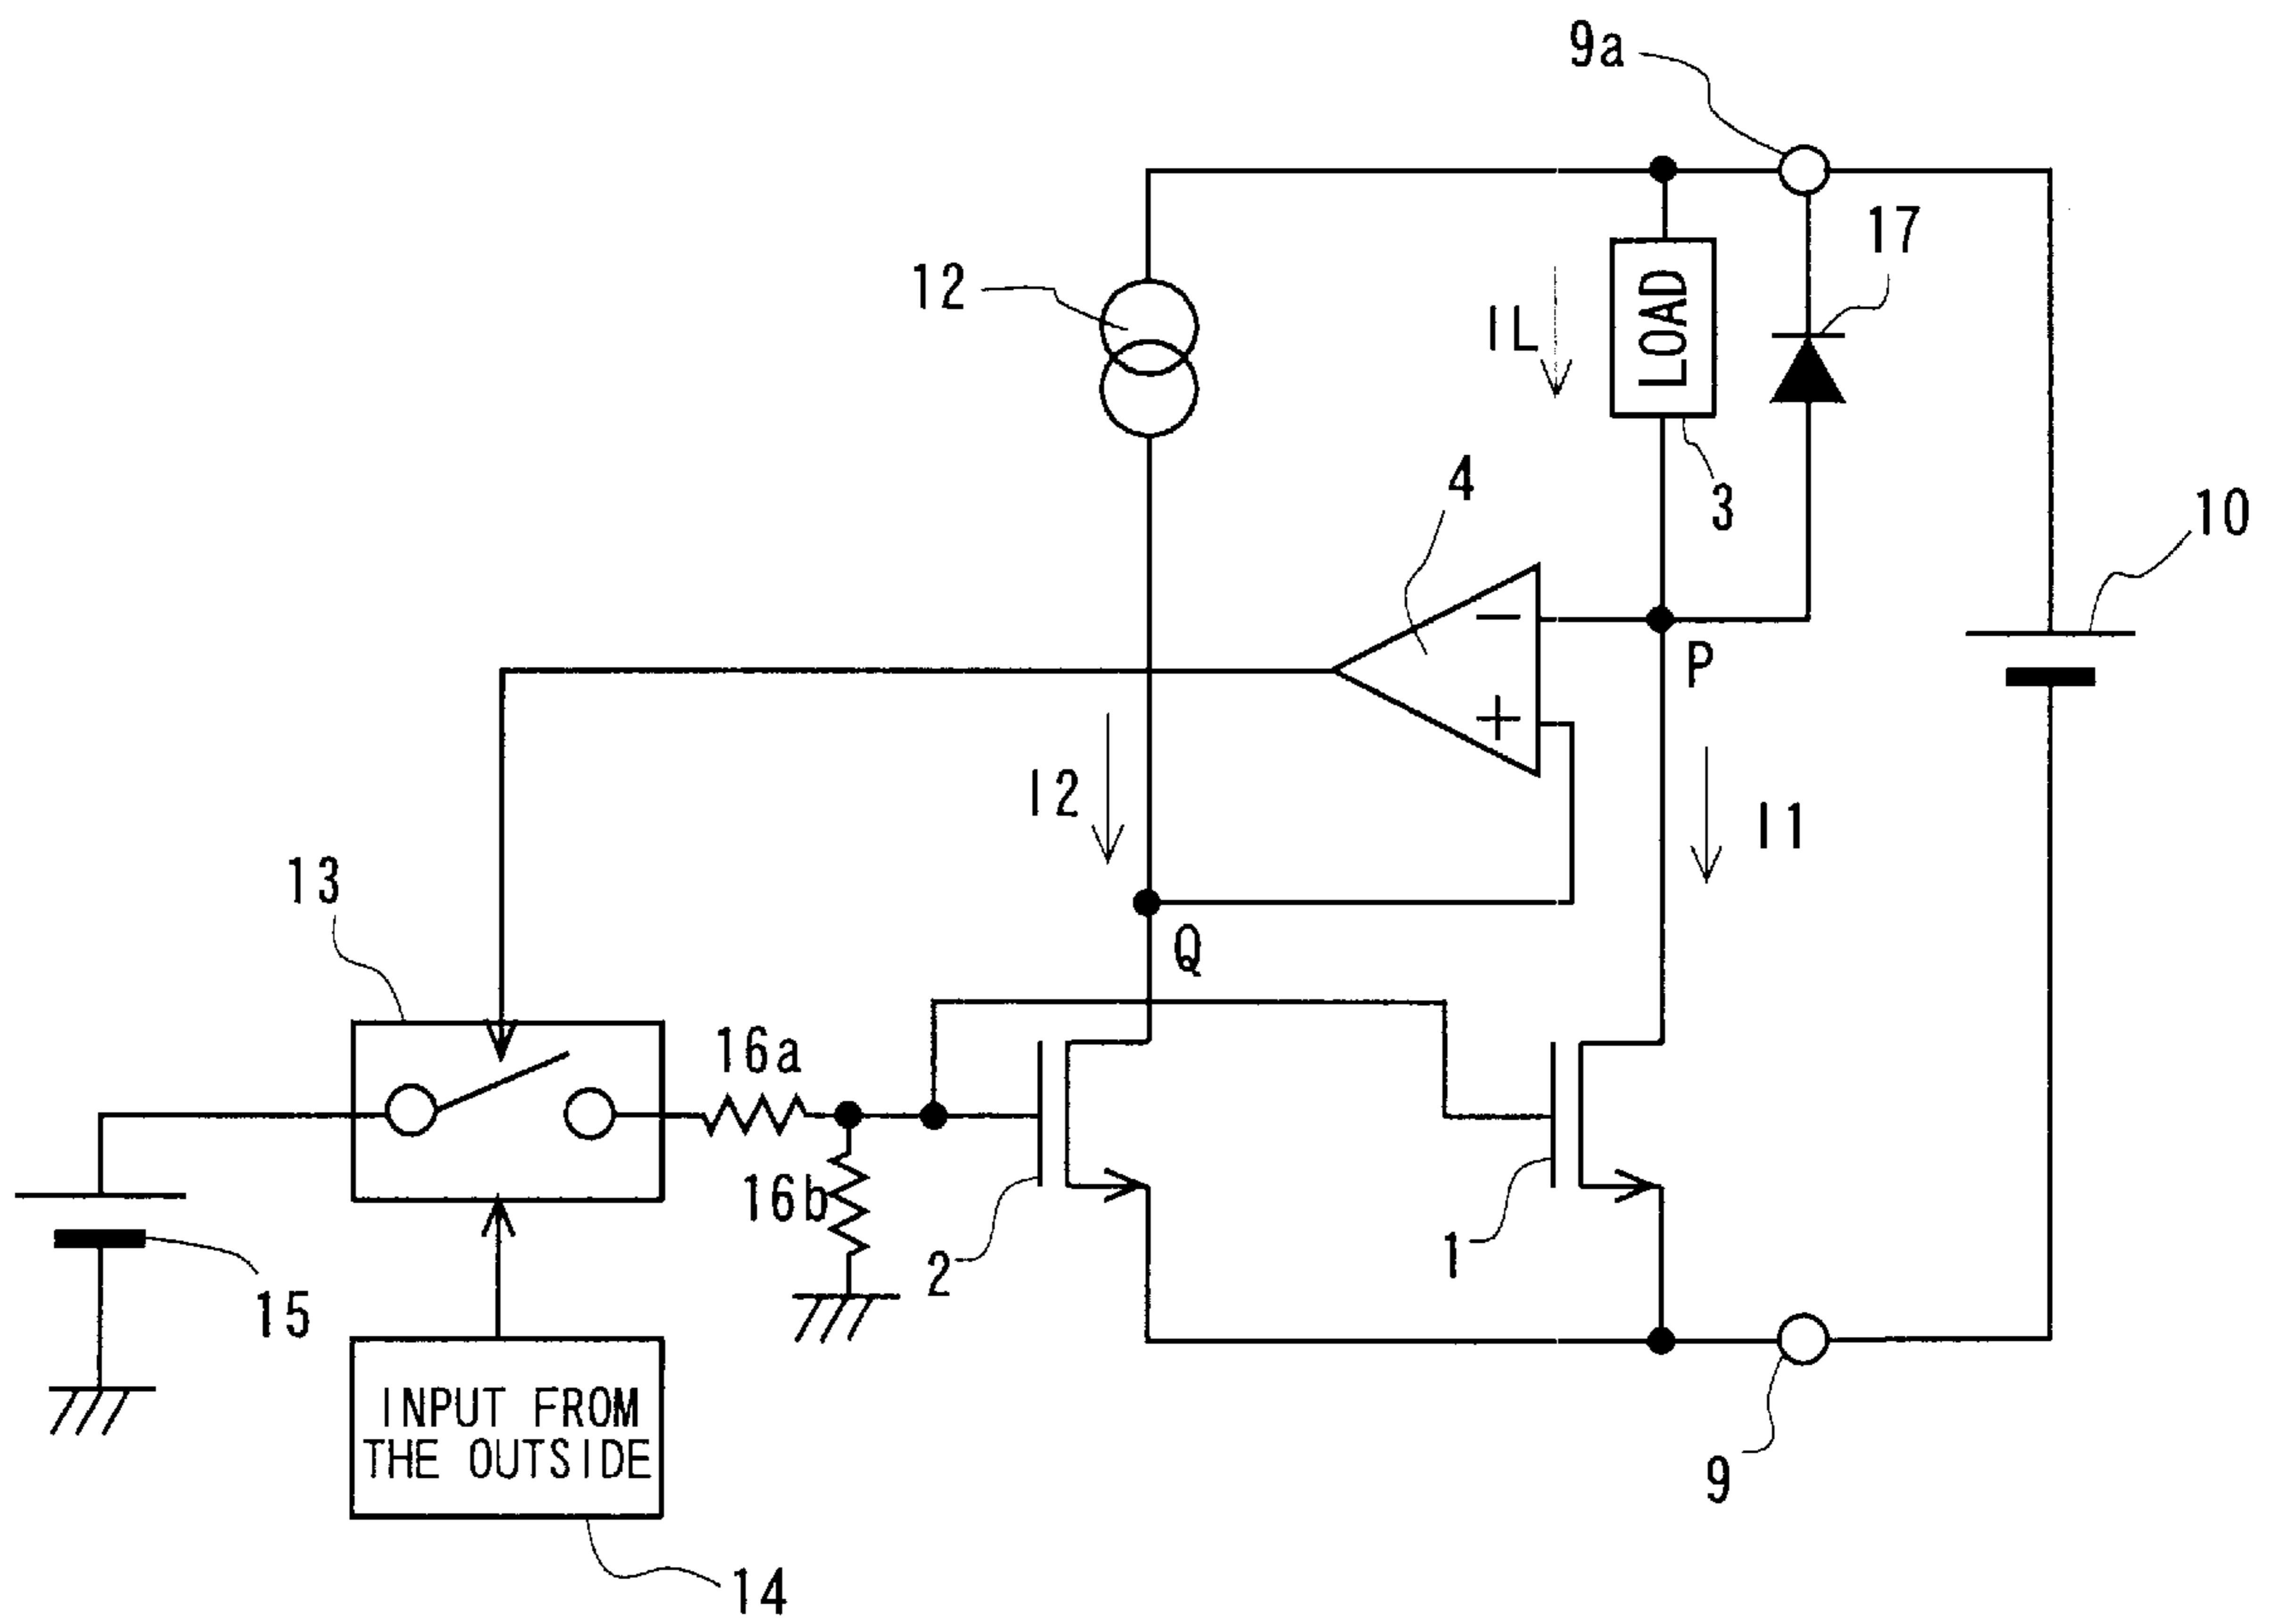 9a
17
12
IL
LOAD
4
3
10
−
P
+
I2
I1
13
Q
16a
16b
1
2
15
INPUT FROM
THE OUTSIDE
9
14